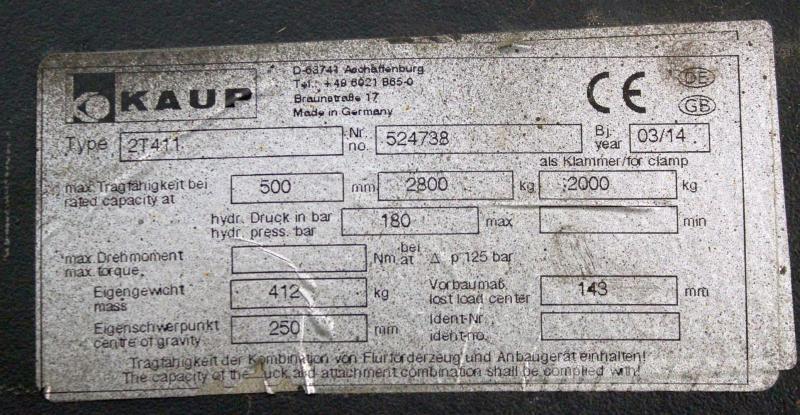 KAUP
D-63741 Aschaffenburg
Tel.: +49 6021 865-0
Braunstraße 17
Made in Germany
CE
DE
GB
Type 2T411 Nr no. 524738 Bj. year 03/14
als Klammer/for clamp
max. Tragfähigkeit bei
rated capacity at 500 mm 2800 kg 2000 kg
hydr. Druck in bar
hydr. press. bar 180 max min
max. Drehmoment
max. torque Nm bei at Δ p 125 bar
Eigengewicht
mass 412 kg
Vorbaumaß
lost load center 143 mm
Eigenschwerpunkt
centre of gravity 250 mm
Ident-Nr.
ident-no.
Tragfähigkeit der Kombination von Flurförderzeug und Anbaugerät einhalten!
The capacity of the truck and attachment combination shall be complied with!